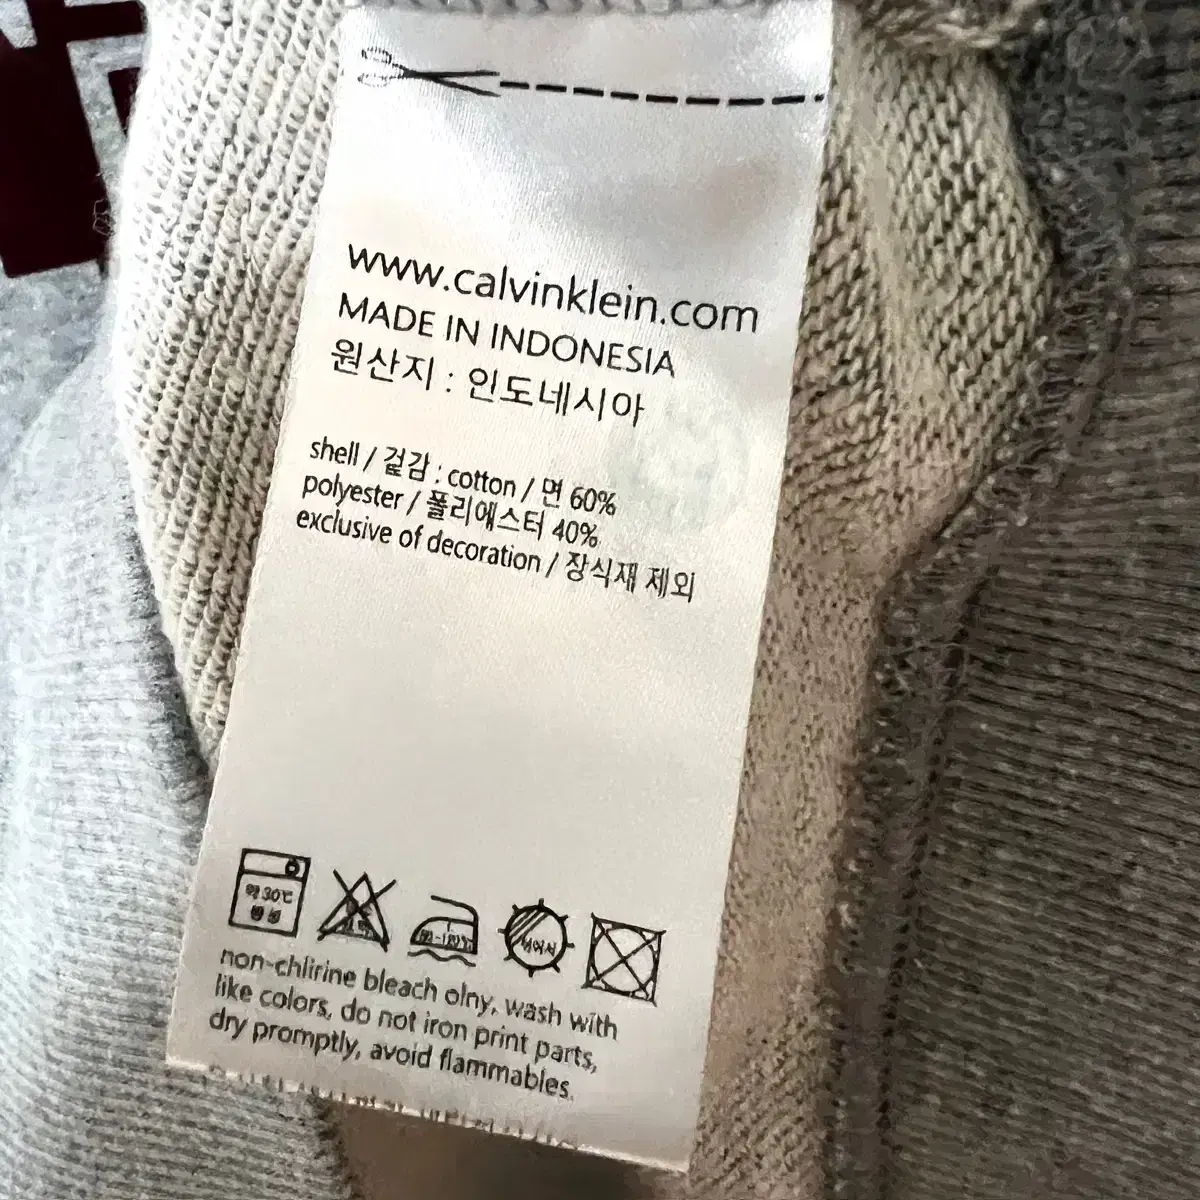 www.calvinklein.com
MADE IN INDONESIA
원산지 : 인도네시아
shell / 겉감 : cotton / 면 60%
polyester / 폴리에스터 40%
exclusive of decoration / 장식재 제외
약 30℃
non-chlirine bleach olny, wash with
like colors, do not iron print parts,
dry promptly, avoid flammables.